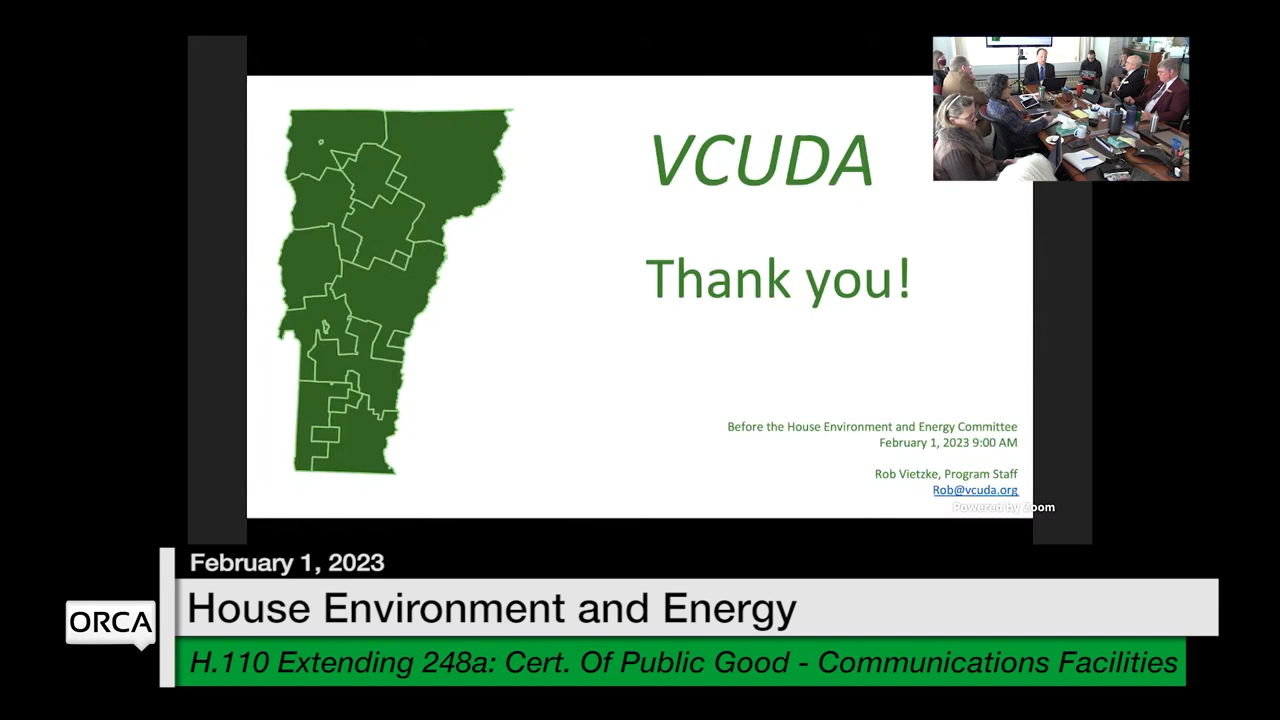 VCUDA
Thank you!
Before the House Environment and Energy Committee
February 1, 2023 9:00 AM
Rob Vietzke, Program Staff
Rob@vcuda.org
Powered by Zoom
February 1, 2023
House Environment and Energy
ORCA
H.110 Extending 248a: Cert. Of Public Good - Communications Facilities